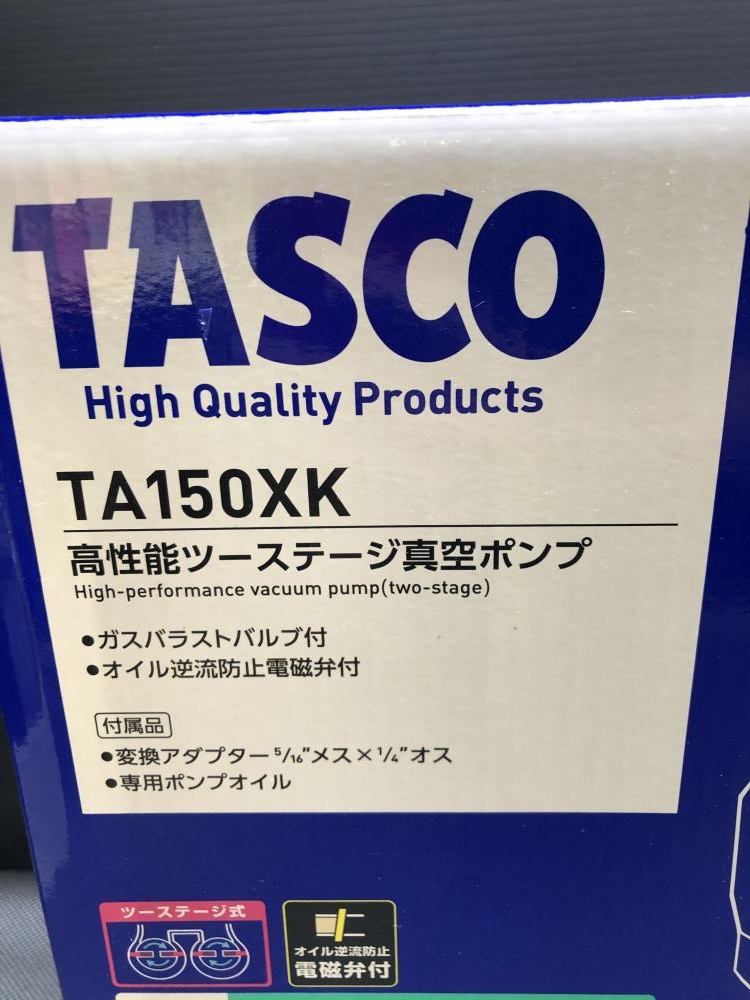 TASCO
High Quality Products
TA150XK
高性能ツーステージ真空ポンプ
High-performance vacuum pump(two-stage)
●ガスバラストバルブ付
●オイル逆流防止電磁弁付
付属品
●変換アダプター5/16"メス×1/4"オス
●専用ポンプオイル
ツーステージ式
オイル逆流防止
電磁弁付